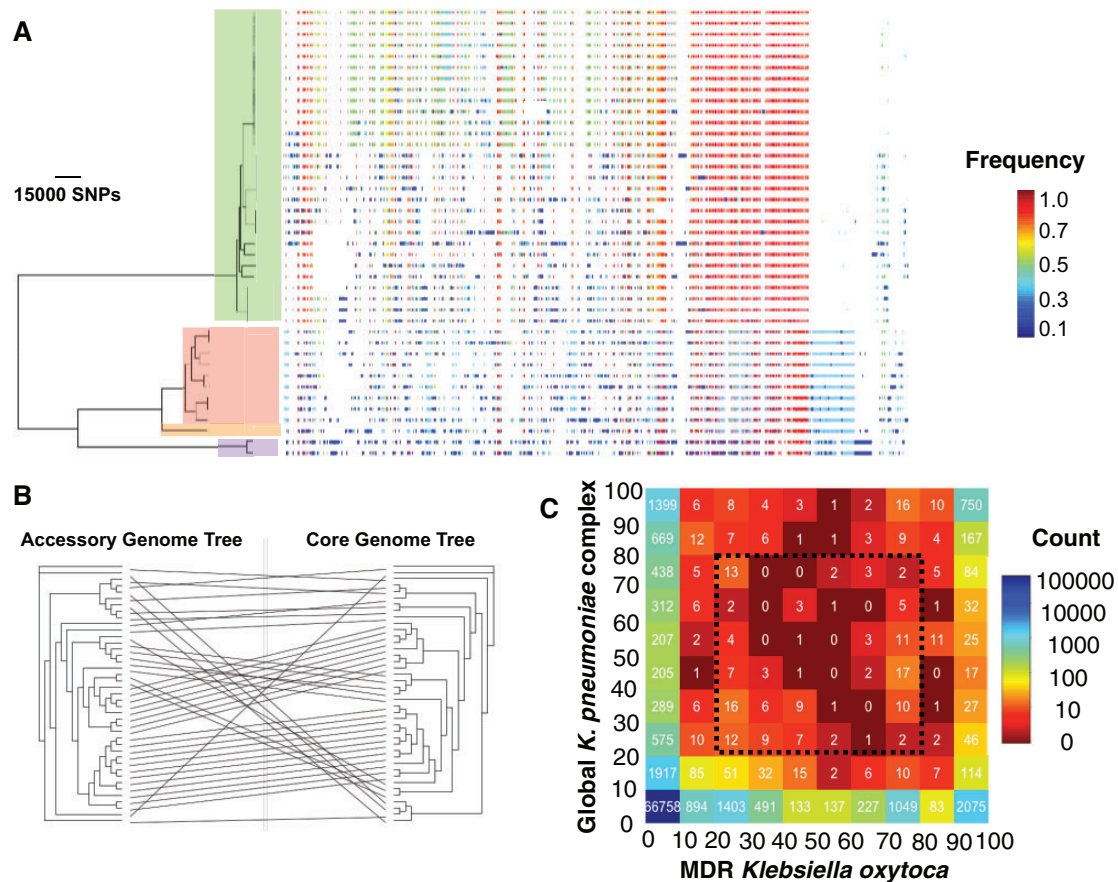 A
15000 SNPs
Frequency
1.0
0.7
0.5
0.3
0.1
B
Accessory Genome Tree
Core Genome Tree
C
Global K. pneumoniae complex
100
90
80
70
60
50
40
30
20
10
0
1399 6 8 4 3 1 2 16 10 750
669 12 7 6 1 1 3 9 4 167
438 5 13 0 0 2 3 2 5 84
312 6 2 0 3 1 0 5 1 32
207 2 4 0 1 0 3 11 11 25
205 1 7 3 1 0 2 17 0 17
289 6 16 6 9 1 0 10 1 27
575 10 12 9 7 2 1 2 2 46
1917 85 51 32 15 2 6 10 7 114
66758 894 1403 491 133 137 227 1049 83 2075
0 10 20 30 40 50 60 70 80 90 100
MDR Klebsiella oxytoca
Count
100000
10000
1000
100
10
0